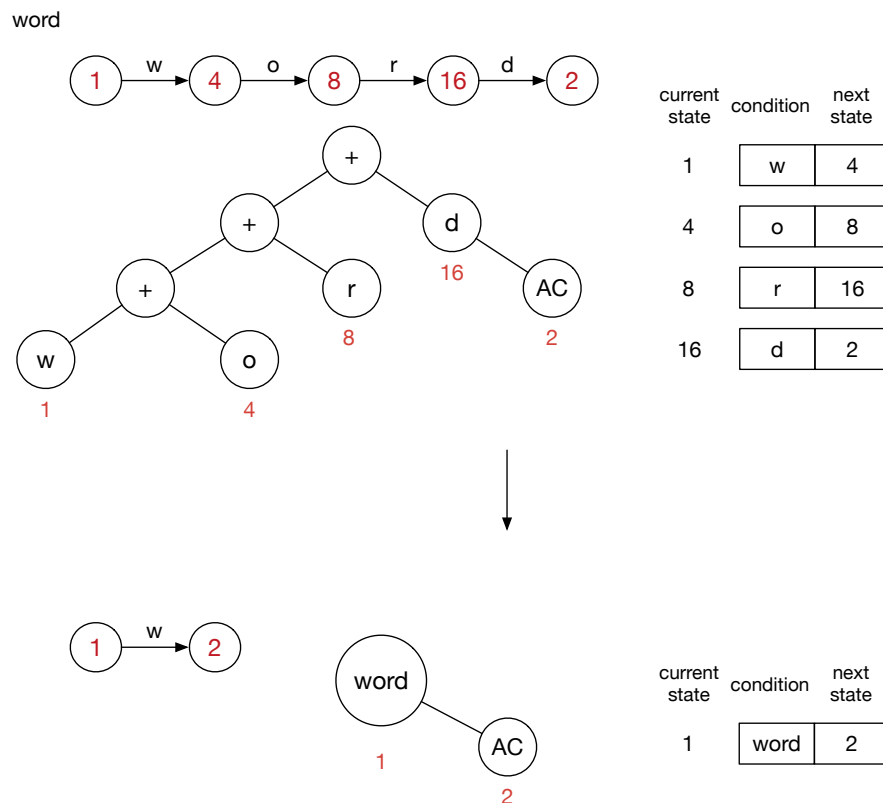 word
w o r d
1 4 8 16 2
current state condition next state
1 w 4
4 o 8
8 r 16
16 d 2
+
+ d
16
+ r AC
8 2
w o
1 4
w
1 2
word
AC
1
2
current state condition next state
1 word 2